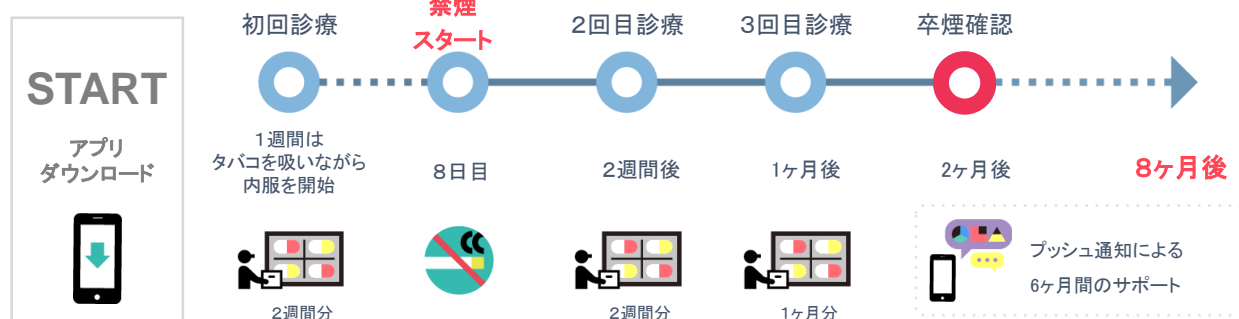 START
アプリ
ダウンロード
初回診療
1週間は
タバコを吸いながら
内服を開始
2週間分
禁煙
スタート
8日目
2回目診療
2週間後
2週間分
3回目診療
1ヶ月後
1ヶ月分
卒煙確認
2ヶ月後
8ヶ月後
プッシュ通知による
6ヶ月間のサポート